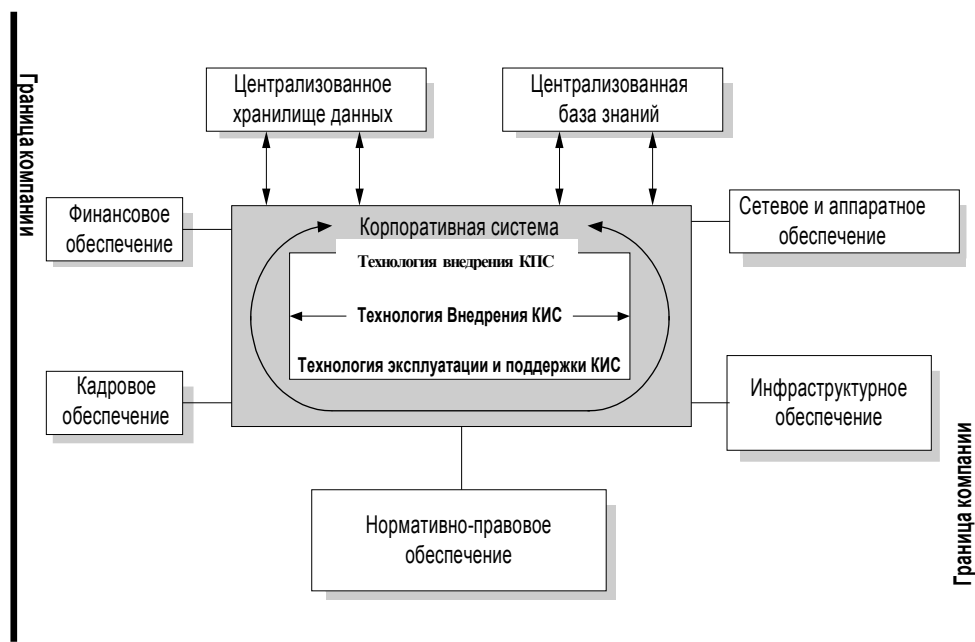 Граница компании
Централизованное
хранилище данных
Централизованная
база знаний
Финансовое
обеспечение
Корпоративная система
Сетевое и аппаратное
обеспечение
Технология внедрения КПС
Технология Внедрения КИС
Технология эксплуатации и поддержки КИС
Кадровое
обеспечение
Инфраструктурное
обеспечение
Нормативно-правовое
обеспечение
Граница компании